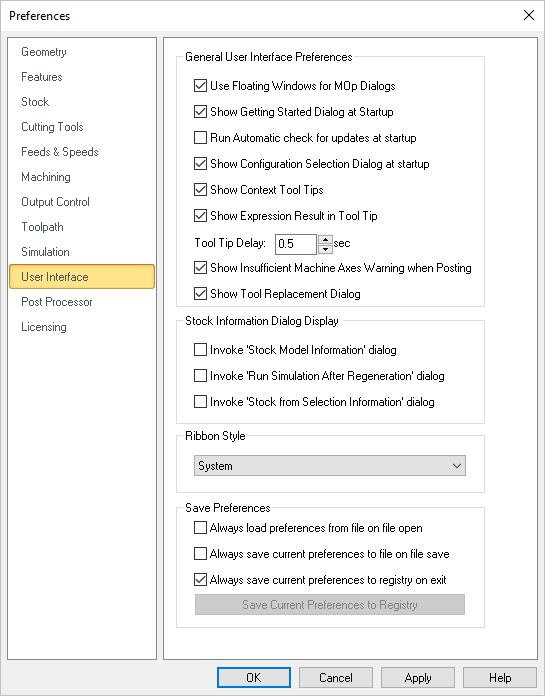 Preferences
Geometry
Features
Stock
Cutting Tools
Feeds & Speeds
Machining
Output Control
Toolpath
Simulation
User Interface
Post Processor
Licensing
General User Interface Preferences
Use Floating Windows for MOp Dialogs
Show Getting Started Dialog at Startup
Run Automatic check for updates at startup
Show Configuration Selection Dialog at startup
Show Context Tool Tips
Show Expression Result in Tool Tip
Tool Tip Delay: 0.5 sec
Show Insufficient Machine Axes Warning when Posting
Show Tool Replacement Dialog
Stock Information Dialog Display
Invoke 'Stock Model Information' dialog
Invoke 'Run Simulation After Regeneration' dialog
Invoke 'Stock from Selection Information' dialog
Ribbon Style
System
Save Preferences
Always load preferences from file on file open
Always save current preferences to file on file save
Always save current preferences to registry on exit
Save Current Preferences to Registry
OK Cancel Apply Help